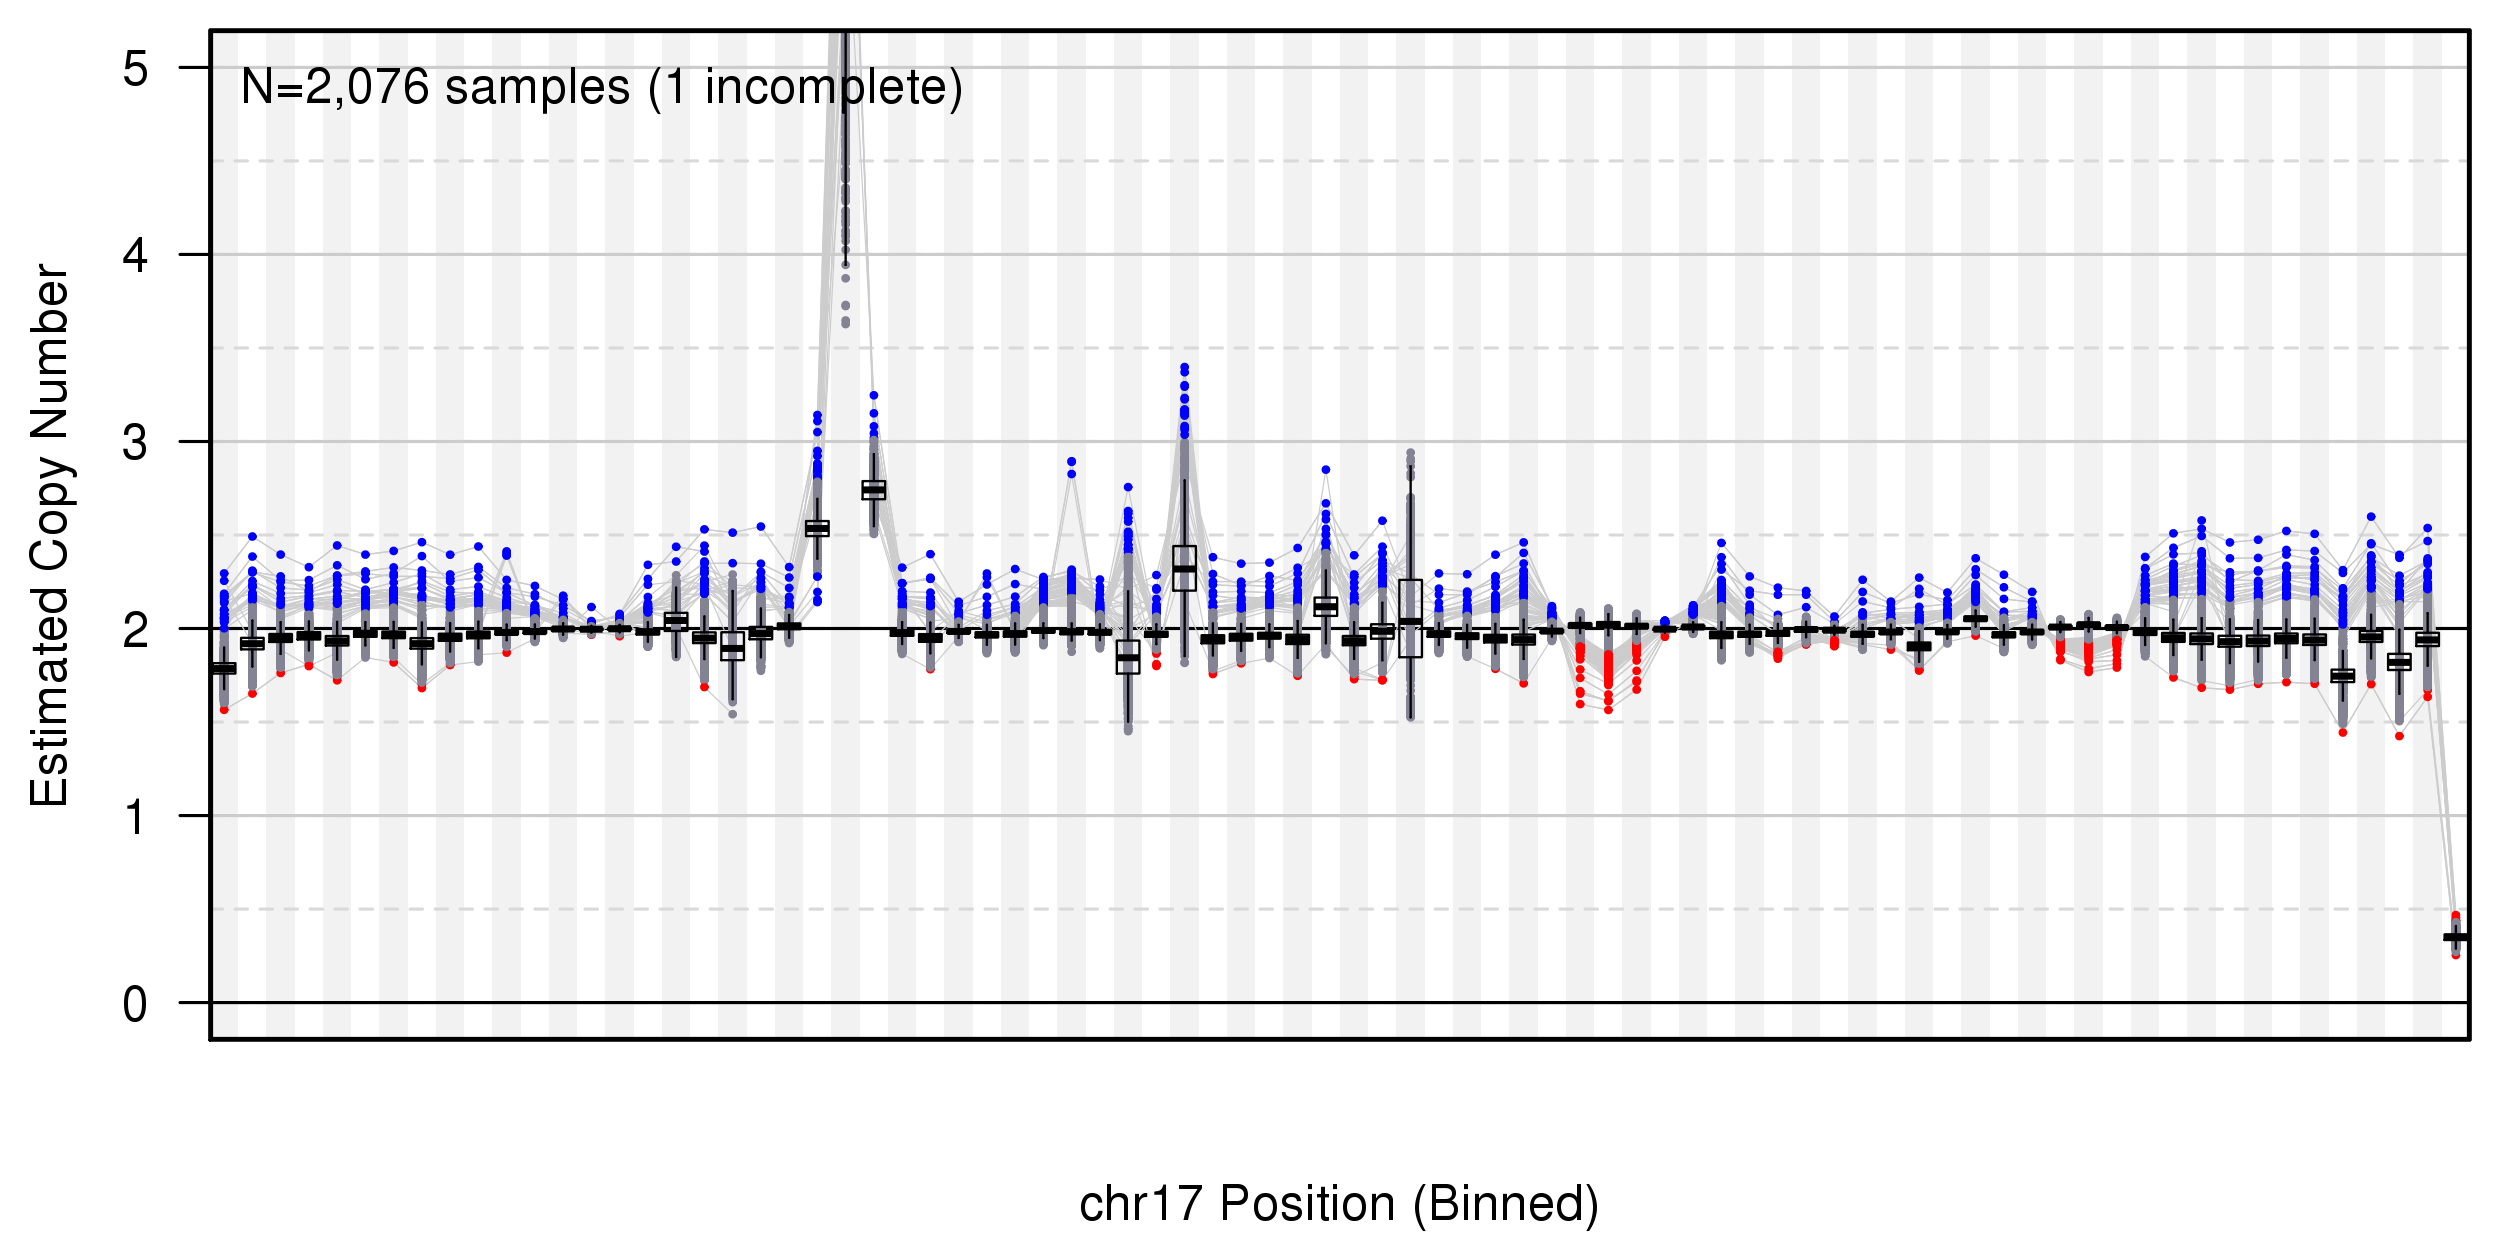 N=2,076 samples (1 incomplete)
5
4
3
2
1
0
Estimated Copy Number
chr17 Position (Binned)